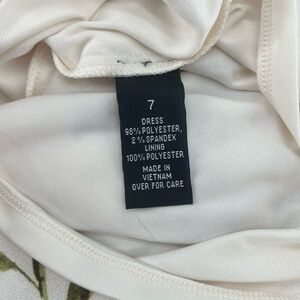 7
DRESS
98% POLYESTER,
2% SPANDEX
LINING
100% POLYESTER
MADE IN
VIETNAM
OVER FOR CARE